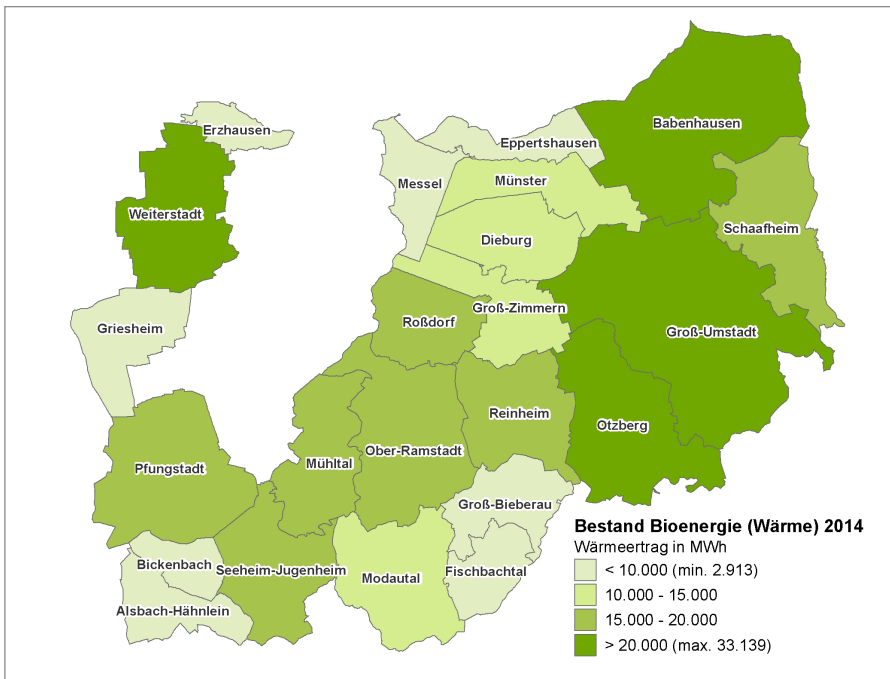 Erzhausen
Babenhausen
Eppertshausen
Messel
Münster
Weiterstadt
Schaafheim
Dieburg
Groß-Zimmern
Roßdorf
Griesheim
Groß-Umstadt
Reinheim
Otzberg
Ober-Ramstadt
Mühltal
Pfungstadt
Groß-Bieberau
Bickenbach
Seeheim-Jugenheim
Modautal
Fischbachtal
Alsbach-Hähnlein
Bestand Bioenergie (Wärme) 2014
Wärmeertrag in MWh
< 10.000 (min. 2.913)
10.000 - 15.000
15.000 - 20.000
> 20.000 (max. 33.139)